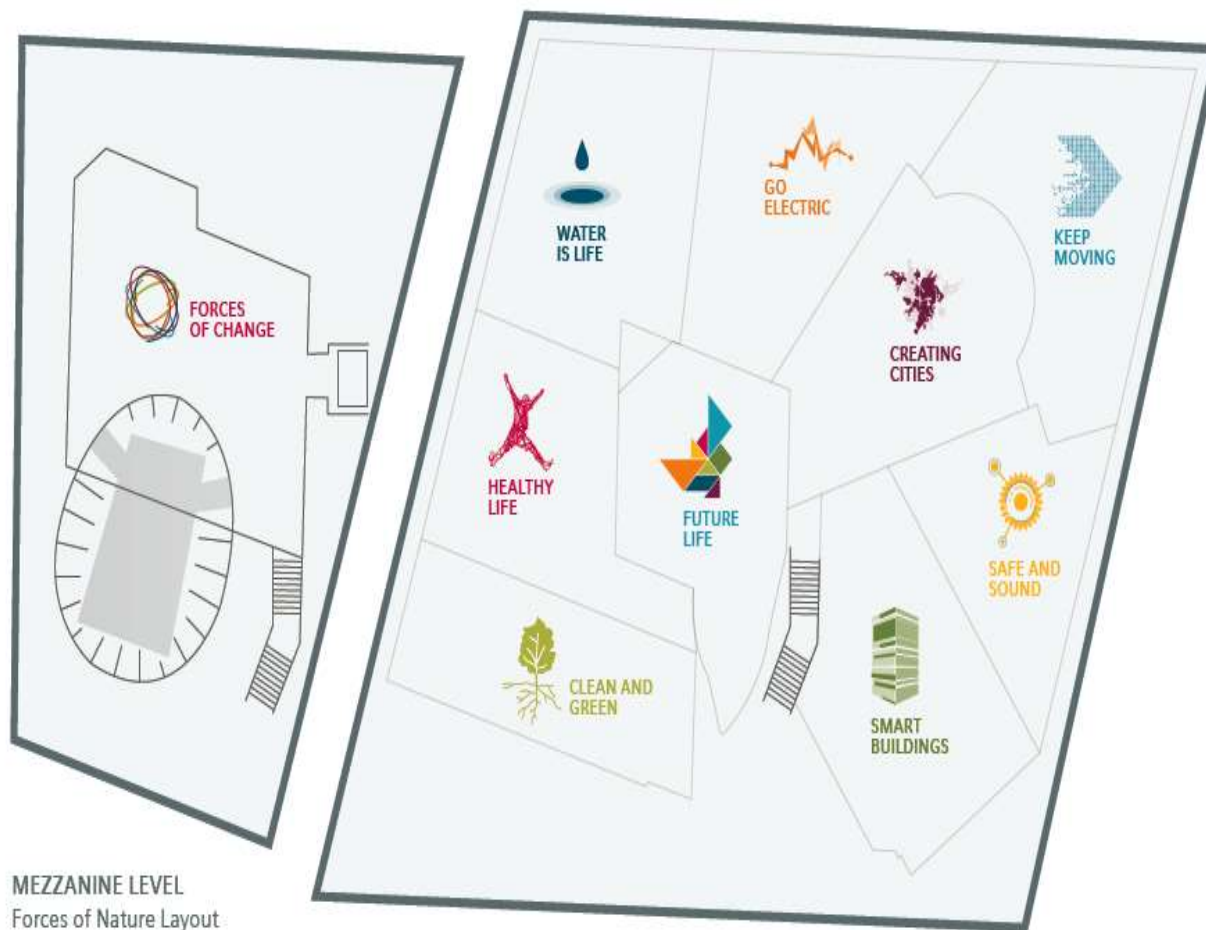 WATER
IS LIFE
GO
ELECTRIC
KEEP
MOVING
FORCES
OF CHANGE
CREATING
CITIES
HEALTHY
LIFE
FUTURE
LIFE
SAFE AND
SOUND
CLEAN AND
GREEN
SMART
BUILDINGS
MEZZANINE LEVEL
Forces of Nature Layout